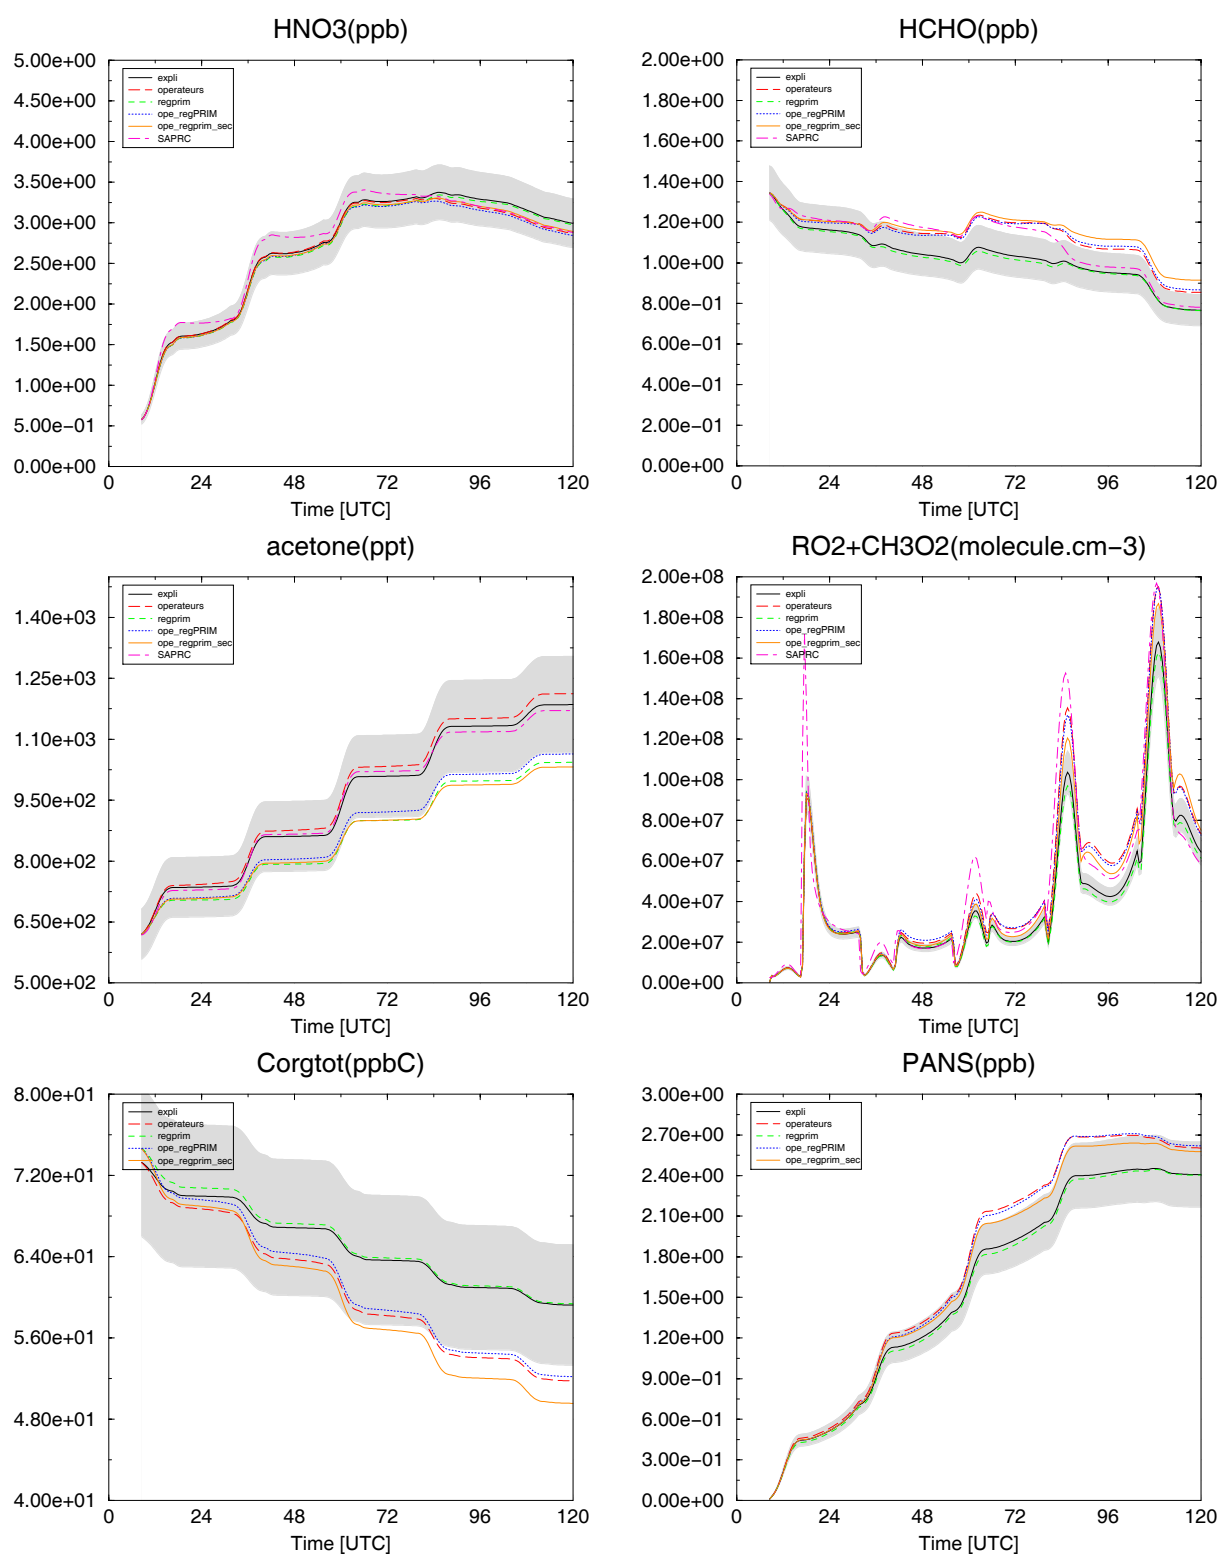 HNO3(ppb)
5.00e+00
4.50e+00
4.00e+00
3.50e+00
3.00e+00
2.50e+00
2.00e+00
1.50e+00
1.00e+00
5.00e−01
0.00e+00
expli
operateurs
regprim
ope_regPRIM
ope_regprim_sec
SAPRC
0 24 48 72 96 120
Time [UTC]
HCHO(ppb)
2.00e+00
1.80e+00
1.60e+00
1.40e+00
1.20e+00
1.00e+00
8.00e−01
6.00e−01
4.00e−01
2.00e−01
0.00e+00
expli
operateurs
regprim
ope_regPRIM
ope_regprim_sec
SAPRC
0 24 48 72 96 120
Time [UTC]
acetone(ppt)
1.40e+03
1.25e+03
1.10e+03
9.50e+02
8.00e+02
6.50e+02
5.00e+02
expli
operateurs
regprim
ope_regPRIM
ope_regprim_sec
SAPRC
0 24 48 72 96 120
Time [UTC]
RO2+CH3O2(molecule.cm−3)
2.00e+08
1.80e+08
1.60e+08
1.40e+08
1.20e+08
1.00e+08
8.00e+07
6.00e+07
4.00e+07
2.00e+07
0.00e+00
expli
operateurs
regprim
ope_regPRIM
ope_regprim_sec
SAPRC
0 24 48 72 96 120
Time [UTC]
Corgtot(ppbC)
8.00e+01
7.20e+01
6.40e+01
5.60e+01
4.80e+01
4.00e+01
expli
operateurs
regprim
ope_regPRIM
ope_regprim_sec
0 24 48 72 96 120
Time [UTC]
PANS(ppb)
3.00e+00
2.70e+00
2.40e+00
2.10e+00
1.80e+00
1.50e+00
1.20e+00
9.00e−01
6.00e−01
3.00e−01
0.00e+00
expli
operateurs
regprim
ope_regPRIM
ope_regprim_sec
0 24 48 72 96 120
Time [UTC]